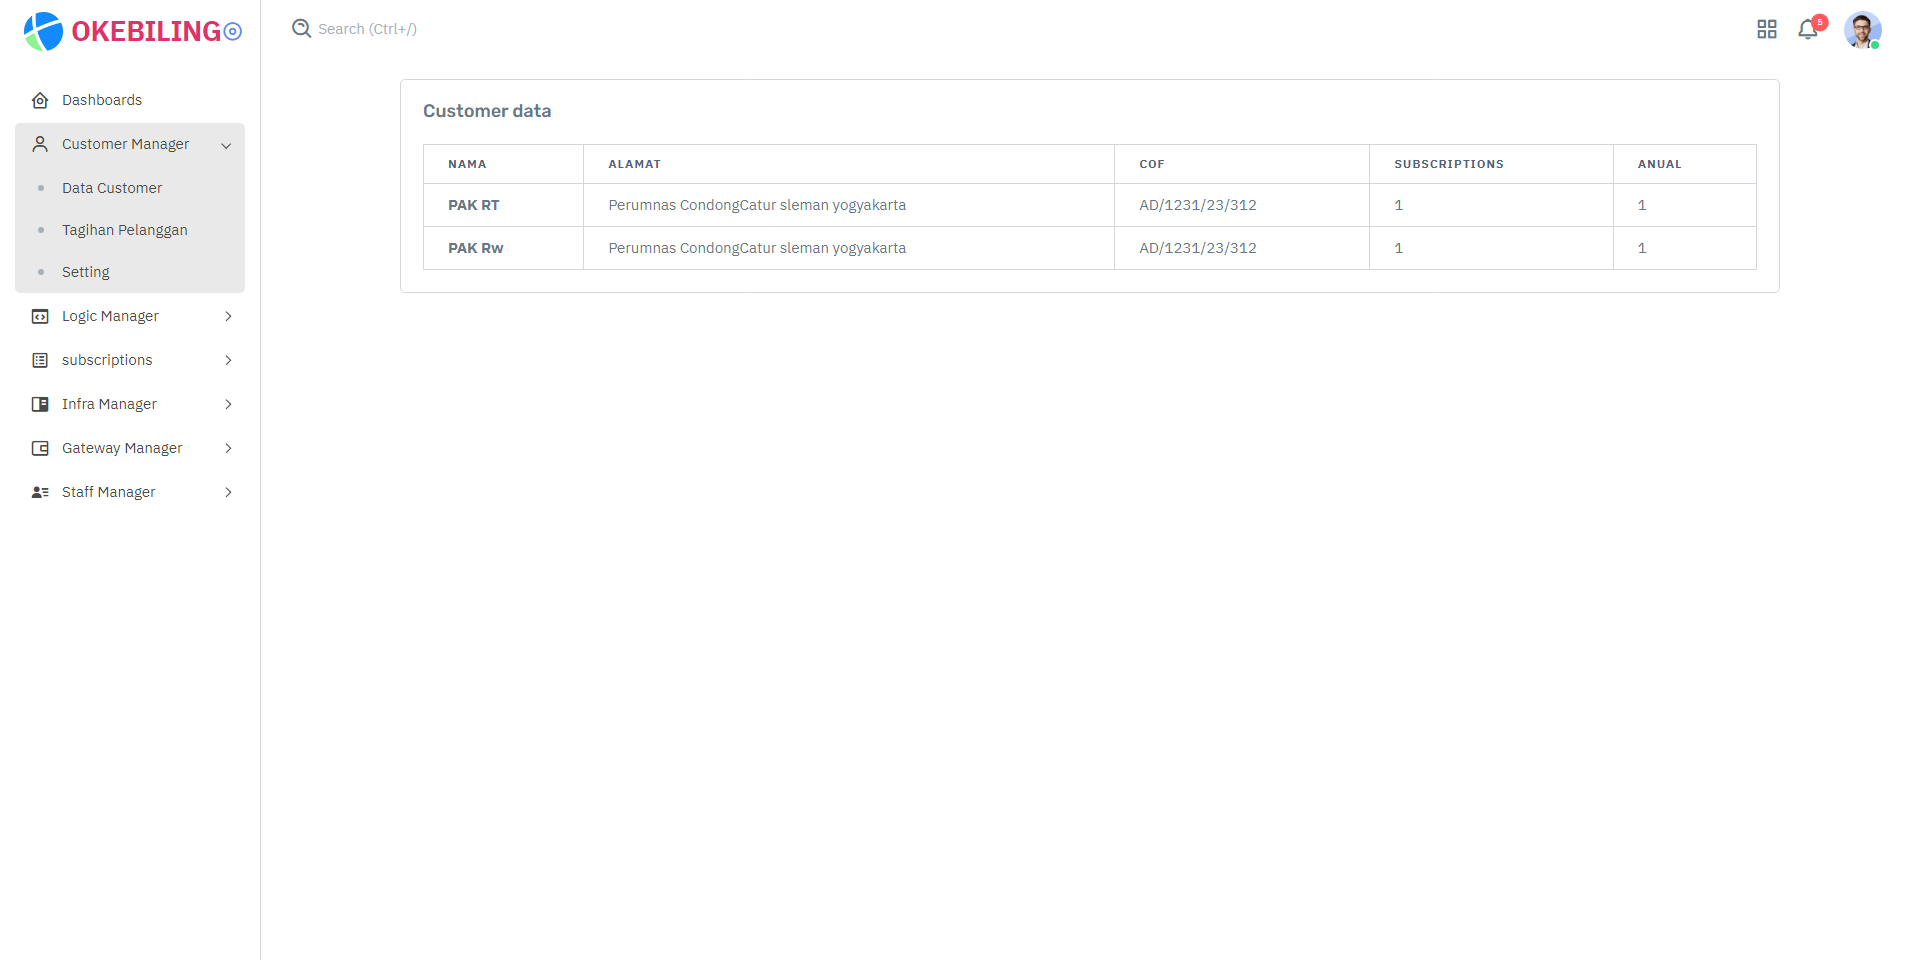 OKEBILING
Search (Ctrl+/)
5
Dashboards
Customer Manager
Data Customer
Tagihan Pelanggan
Setting
Logic Manager
subscriptions
Infra Manager
Gateway Manager
Staff Manager
Customer data
NAMA ALAMAT COF SUBSCRIPTIONS ANUAL
PAK RT Perumnas CondongCatur sleman yogyakarta AD/1231/23/312 1 1
PAK Rw Perumnas CondongCatur sleman yogyakarta AD/1231/23/312 1 1